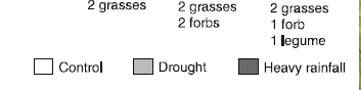 2 grasses 2 grasses 2 grasses
2 forbs 1 forb
1 legume
Control Drought Heavy rainfall